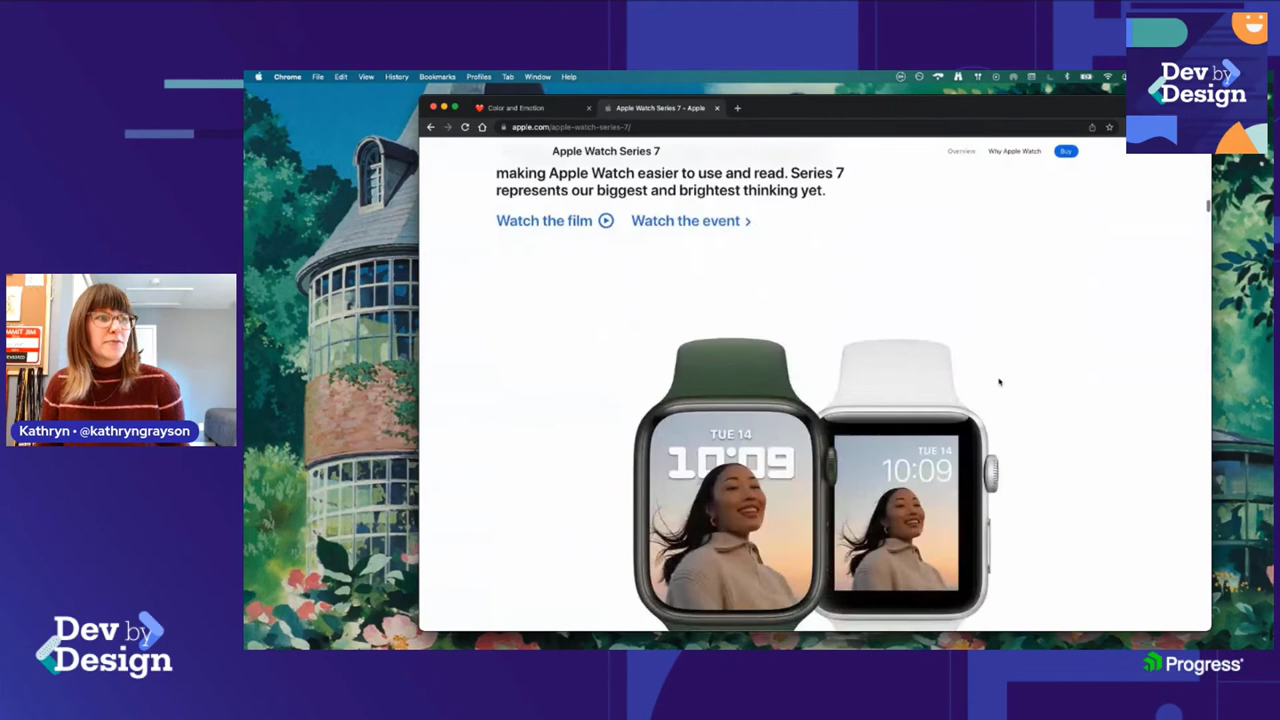 Chrome File Edit View History Bookmarks Profiles Tab Window Help
Color and Emotion
Apple Watch Series 7 - Apple
apple.com/apple-watch-series-7/
Dev by
Design
Apple Watch Series 7
Overview Why Apple Watch Buy
making Apple Watch easier to use and read. Series 7
represents our biggest and brightest thinking yet.
Watch the film Watch the event >
Kathryn • @kathryngrayson
TUE 14
10:09
TUE 14
10:09
Dev by
Design
Progress®